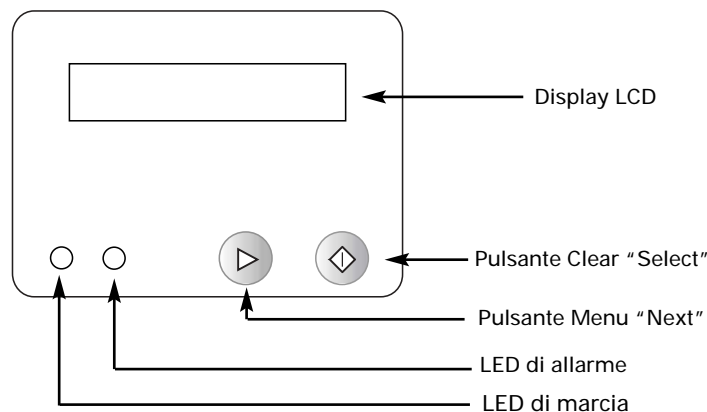 Display LCD
Pulsante Clear “Select”
Pulsante Menu “Next”
LED di allarme
LED di marcia